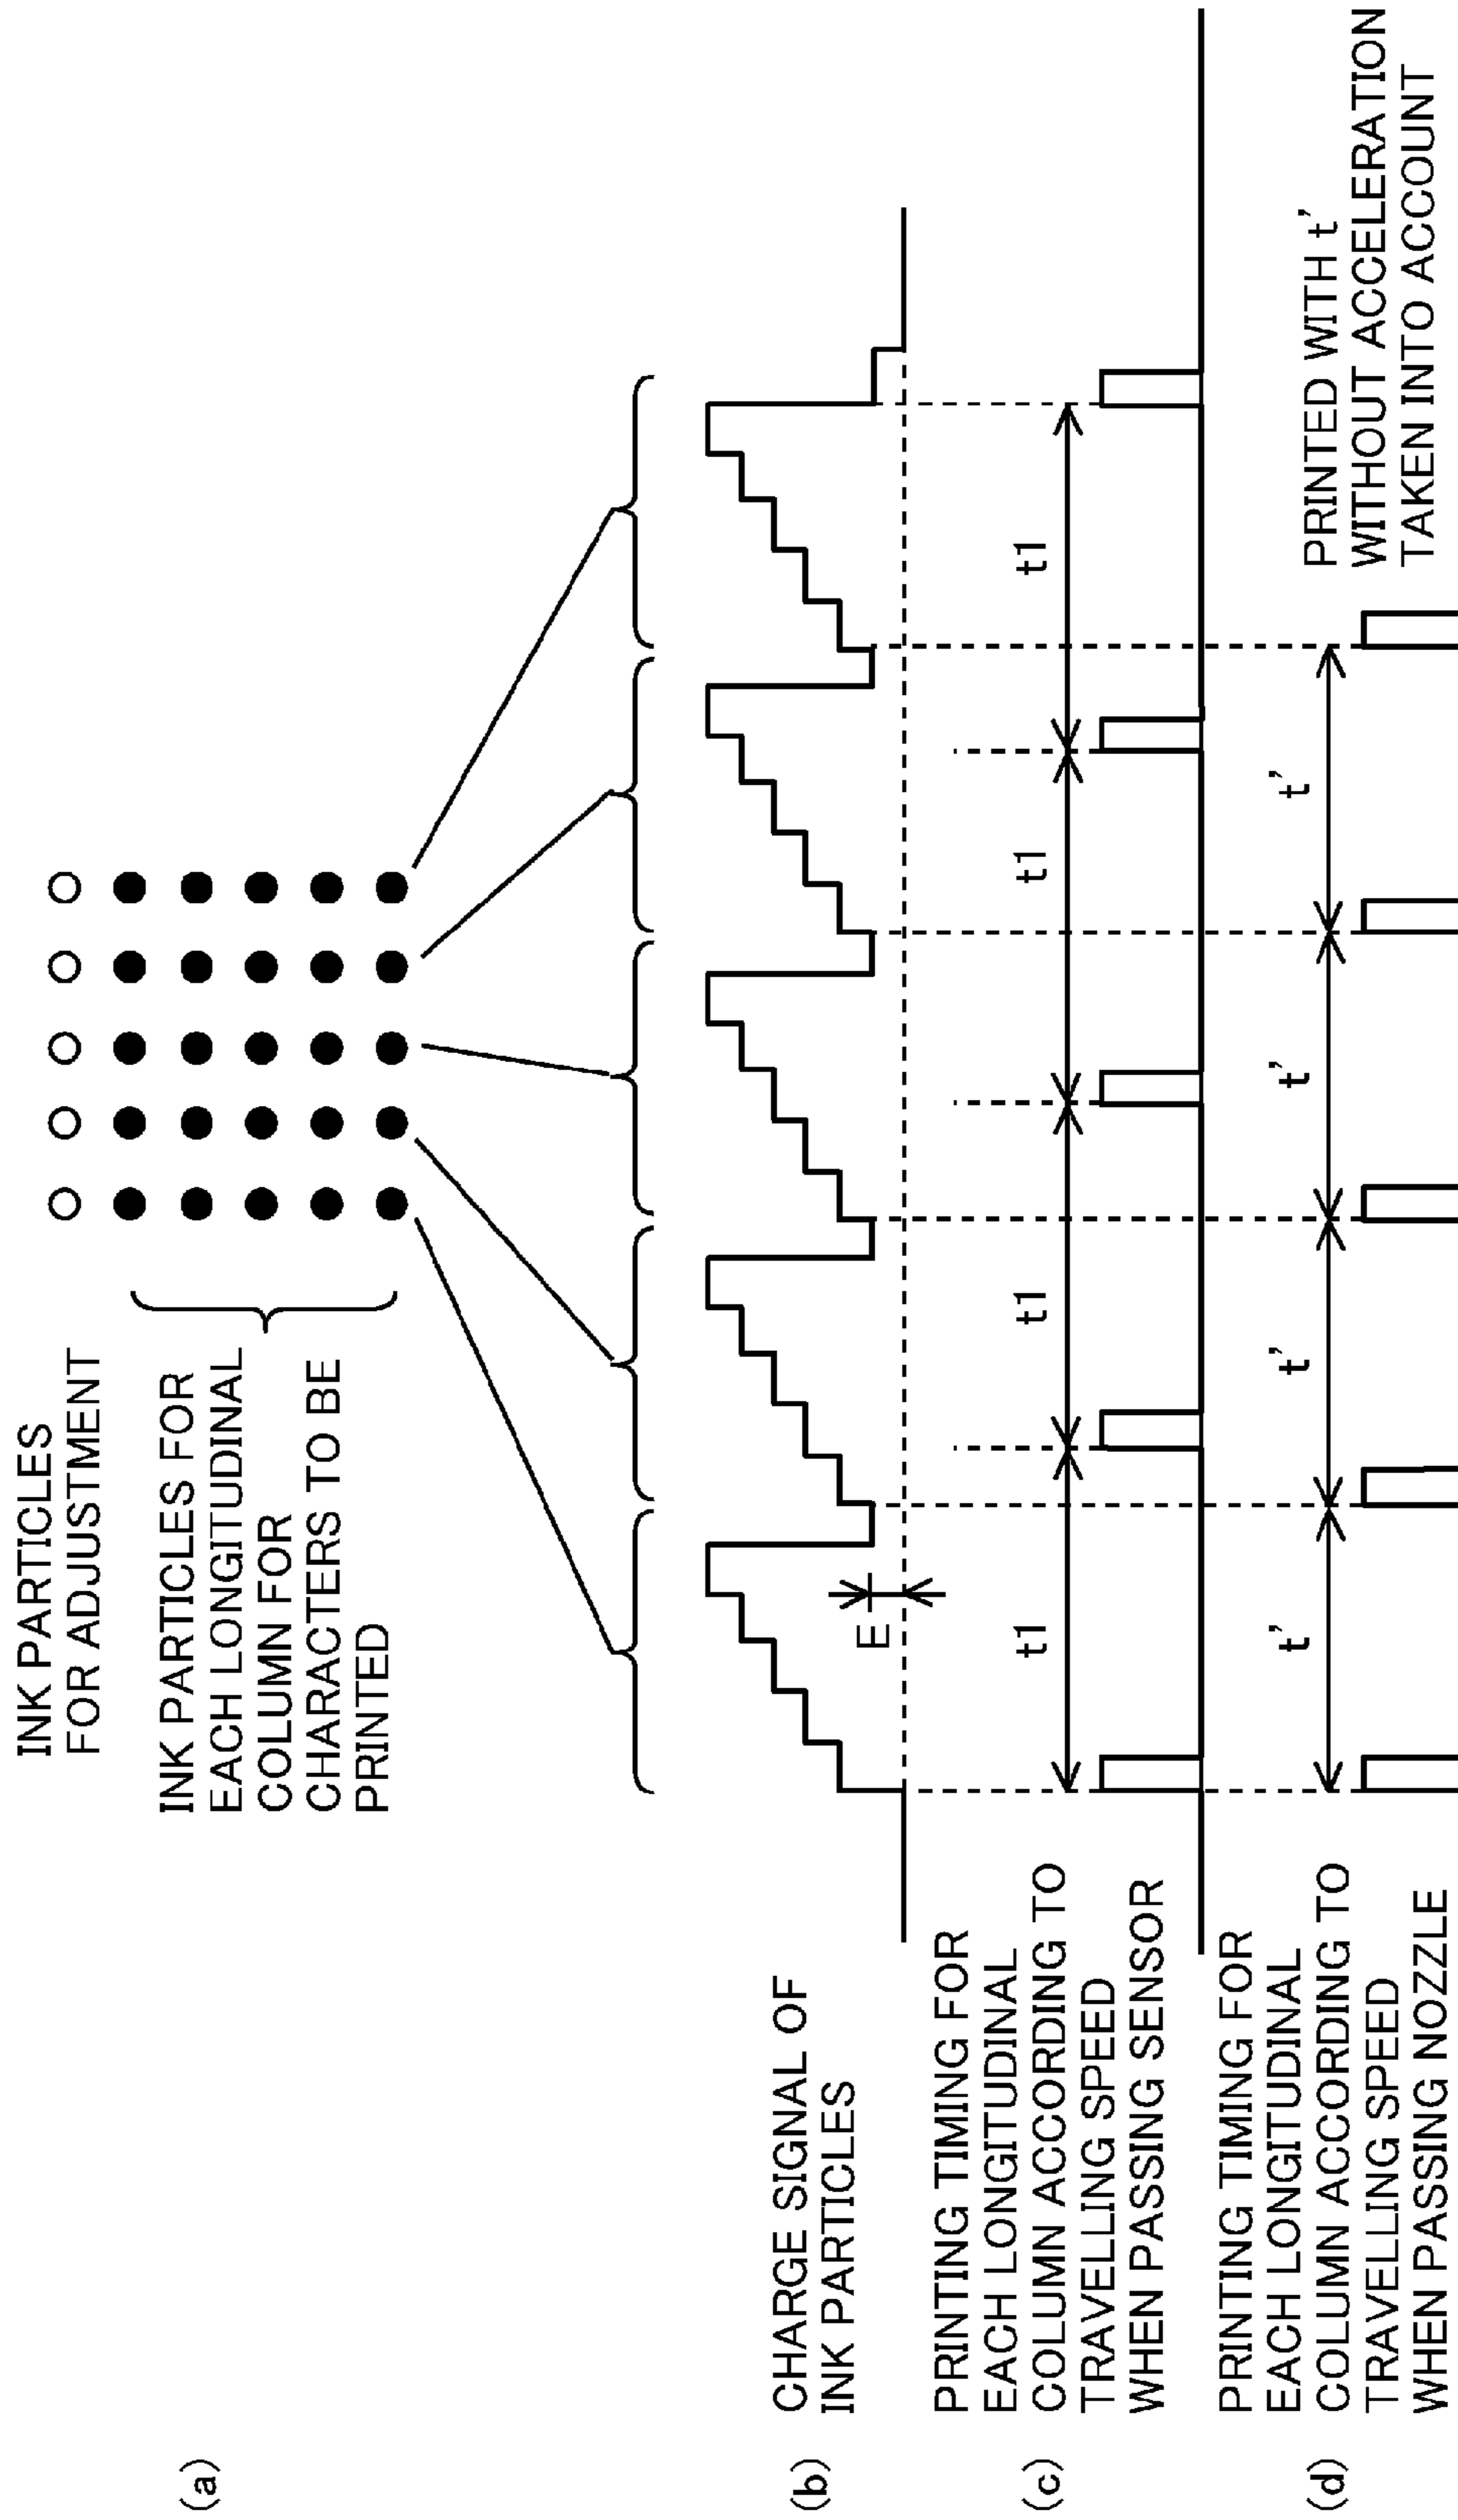 (a)
INK PARTICLES
FOR ADJUSTMENT
INK PARTICLES FOR
EACH LONGITUDINAL
COLUMN FOR
CHARACTERS TO BE
PRINTED
(b)
CHARGE SIGNAL OF
INK PARTICLES
E
(c)
PRINTING TIMING FOR
EACH LONGITUDINAL
COLUMN ACCORDING TO
TRAVELLING SPEED
WHEN PASSING SENSOR
t1
t1
t1
t1
(d)
PRINTING TIMING FOR
EACH LONGITUDINAL
COLUMN ACCORDING TO
TRAVELLING SPEED
WHEN PASSING NOZZLE
t’
t’
t’
t’
PRINTED WITH t’
WITHOUT ACCELERATION
TAKEN INTO ACCOUNT